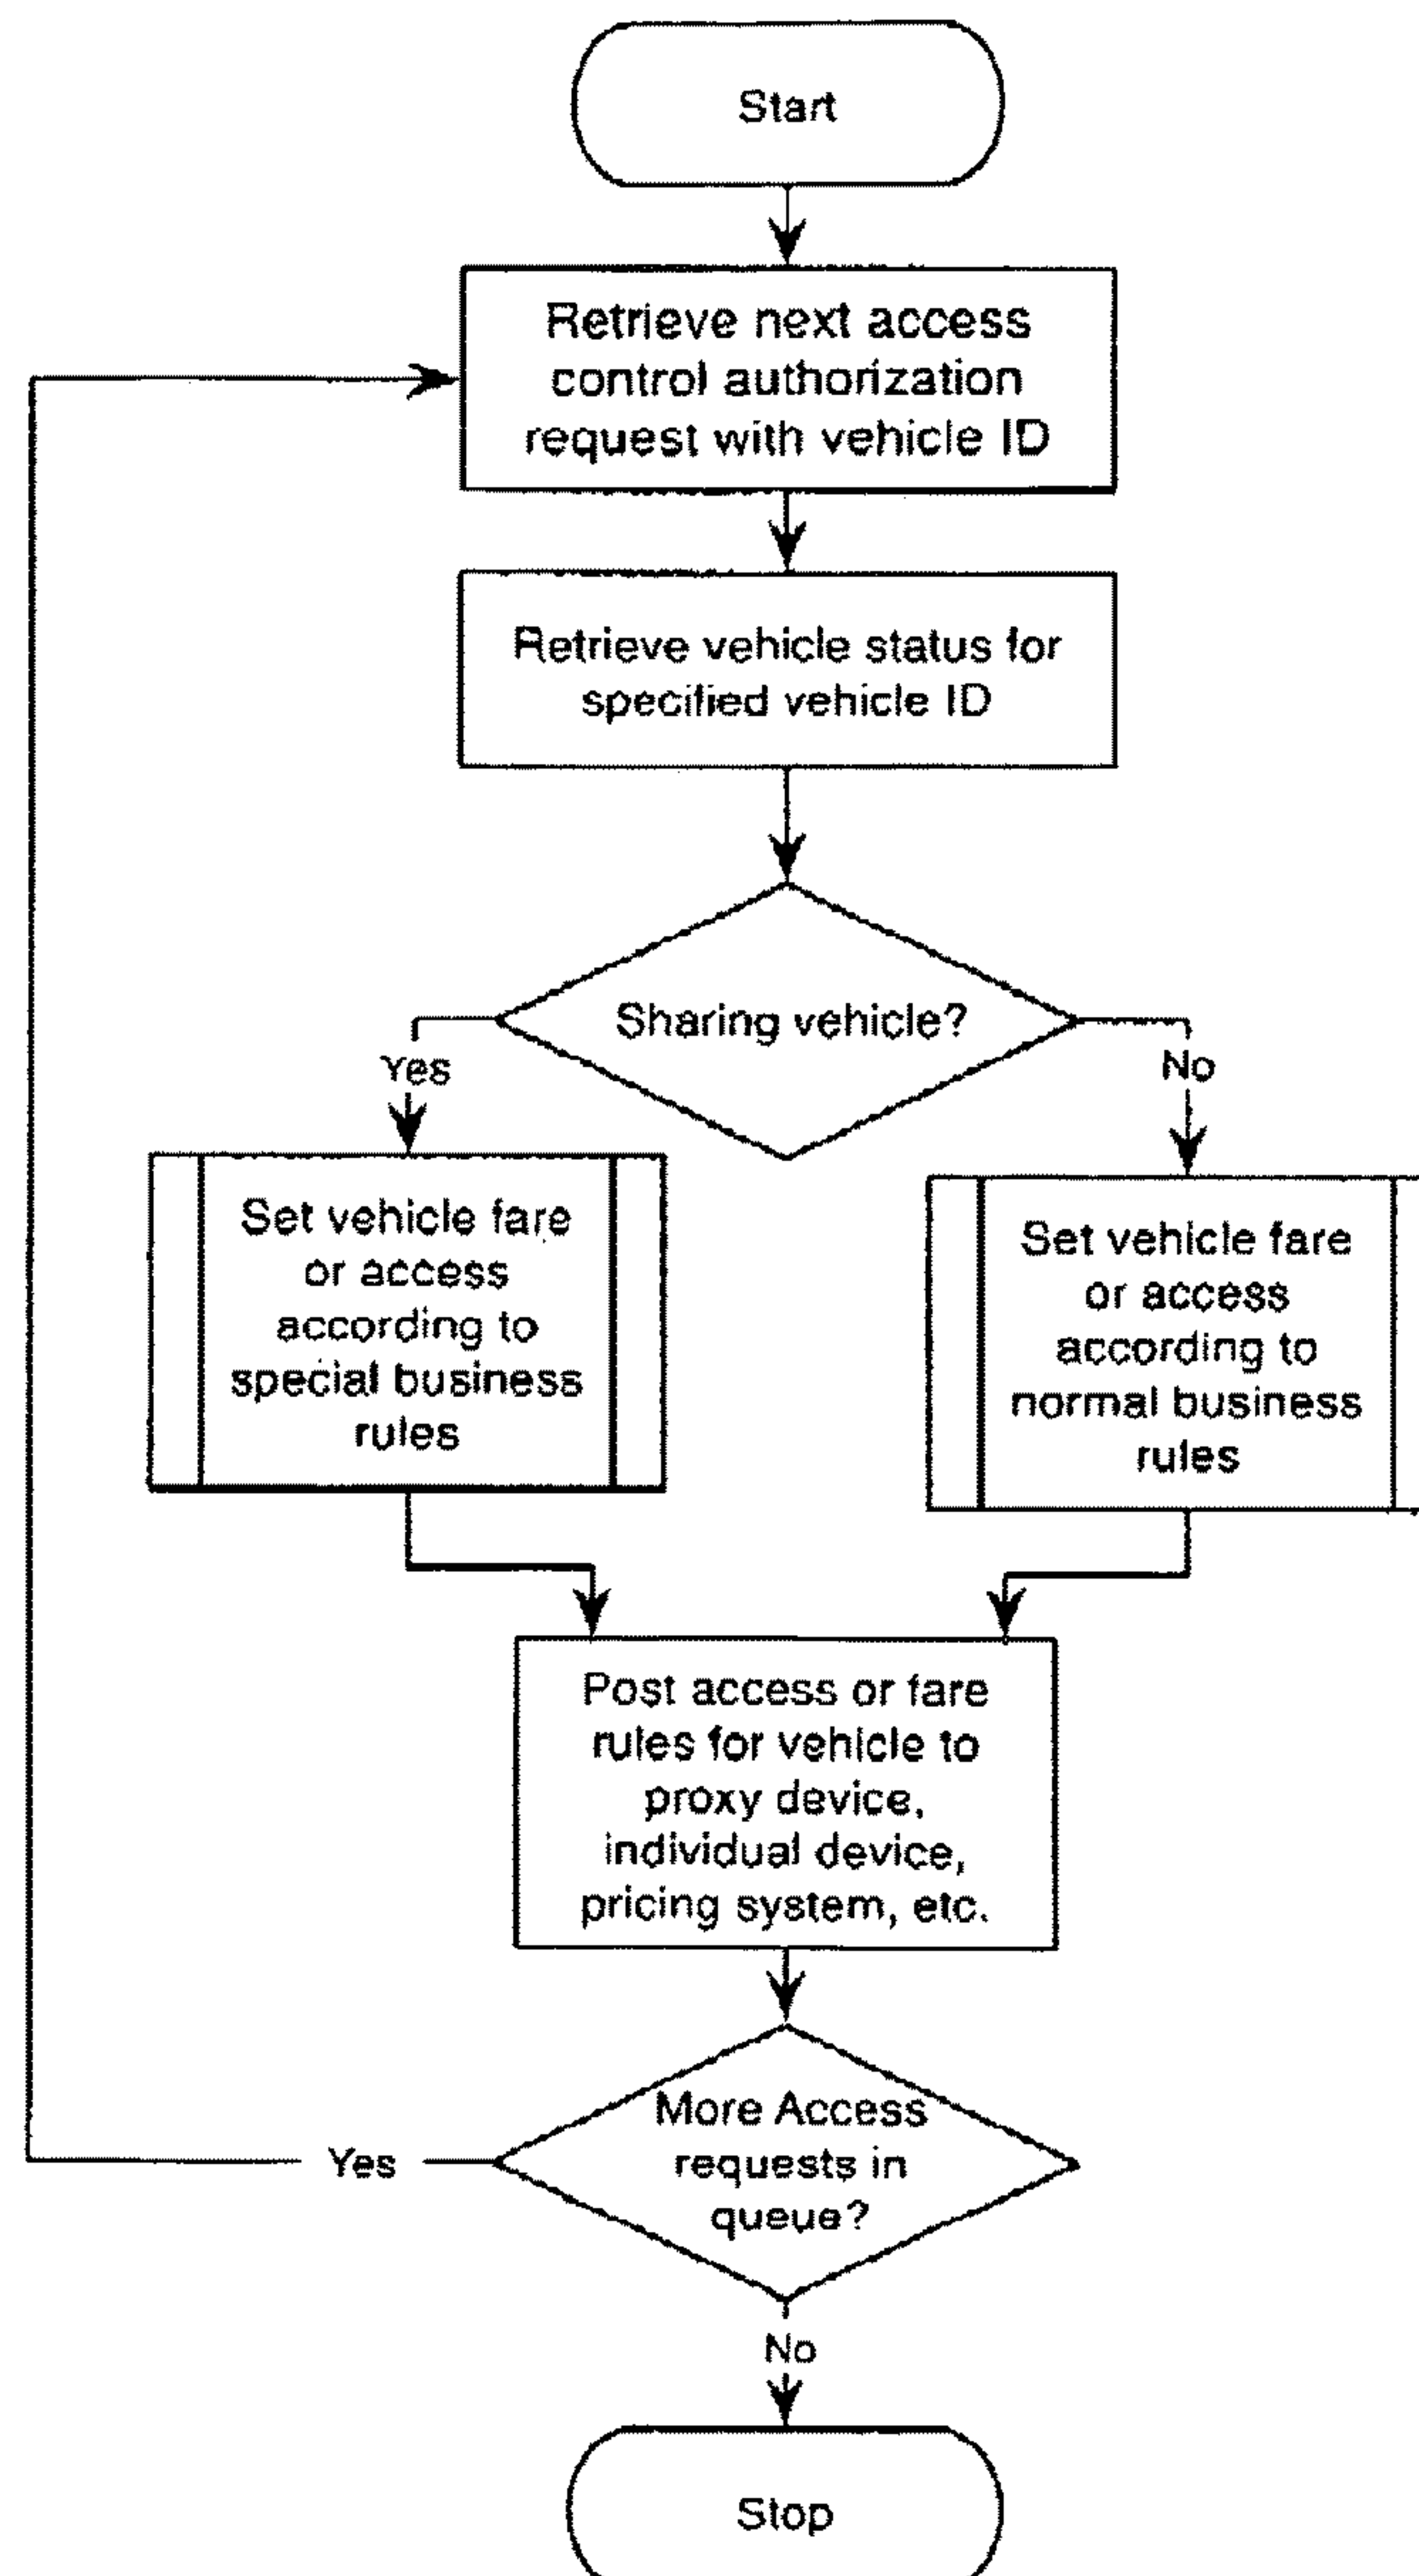 Start
Retrieve next access
control authorization
request with vehicle ID
Retrieve vehicle status for
specified vehicle ID
Sharing vehicle?
Yes
No
Set vehicle fare
or access
according to
special business
rules
Set vehicle fare
or access
according to
normal business
rules
Post access or fare
rules for vehicle to
proxy device,
individual device,
pricing system, etc.
More Access
requests in
queue?
Yes
No
Stop